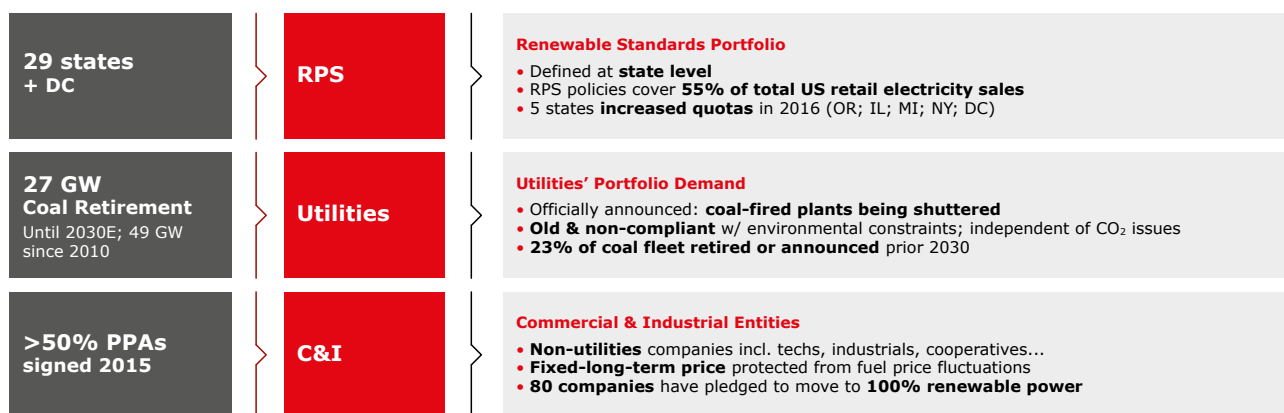 29 states
+ DC
RPS
Renewable Standards Portfolio
• Defined at state level
• RPS policies cover 55% of total US retail electricity sales
• 5 states increased quotas in 2016 (OR; IL; MI; NY; DC)
27 GW
Coal Retirement
Until 2030E; 49 GW
since 2010
Utilities
Utilities’ Portfolio Demand
• Officially announced: coal-fired plants being shuttered
• Old & non-compliant w/ environmental constraints; independent of CO₂ issues
• 23% of coal fleet retired or announced prior 2030
>50% PPAs
signed 2015
C&I
Commercial & Industrial Entities
• Non-utilities companies incl. techs, industrials, cooperatives...
• Fixed-long-term price protected from fuel price fluctuations
• 80 companies have pledged to move to 100% renewable power